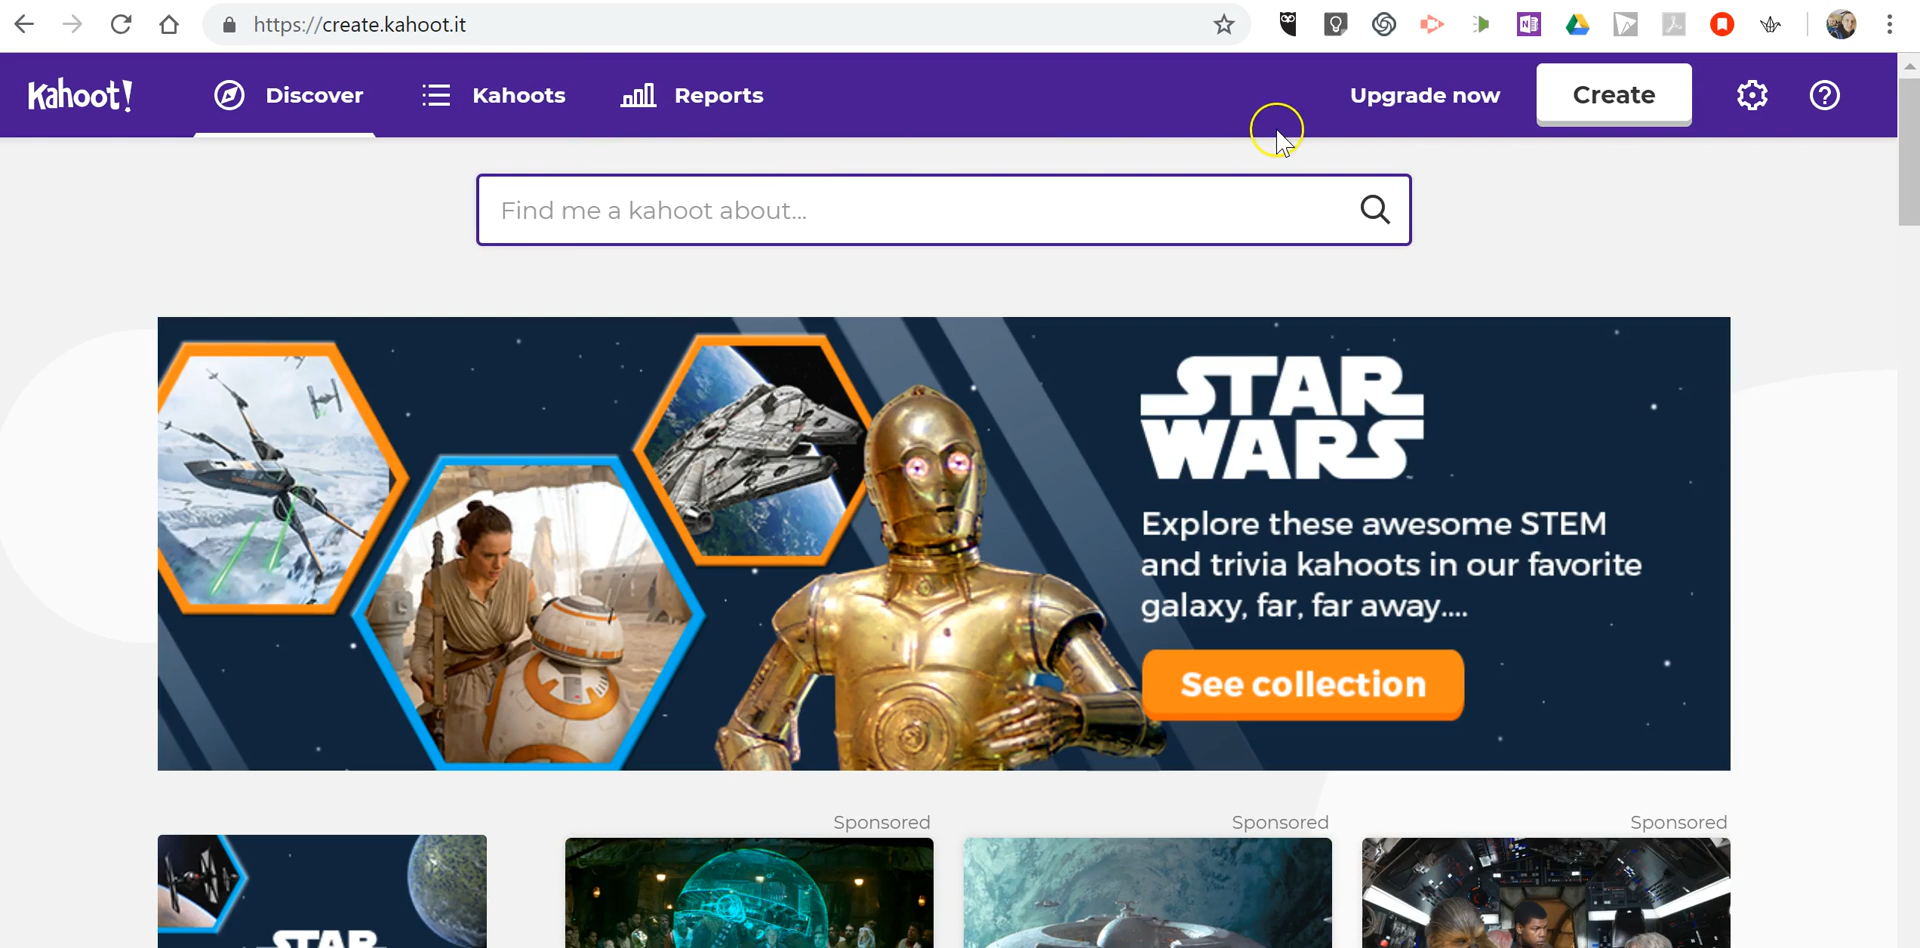 https://create.kahoot.it
Kahoot!
Discover
Kahoots
Reports
Upgrade now
Create
Find me a kahoot about...
STAR
WARS
Explore these awesome STEM
and trivia kahoots in our favorite
galaxy, far, far away....
See collection
Sponsored
Sponsored
Sponsored
STAR